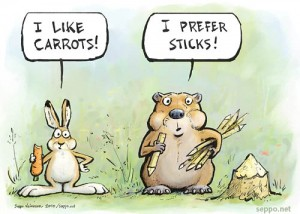 I LIKE
CARROTS!
I PREFER
STICKS!
seppo.net